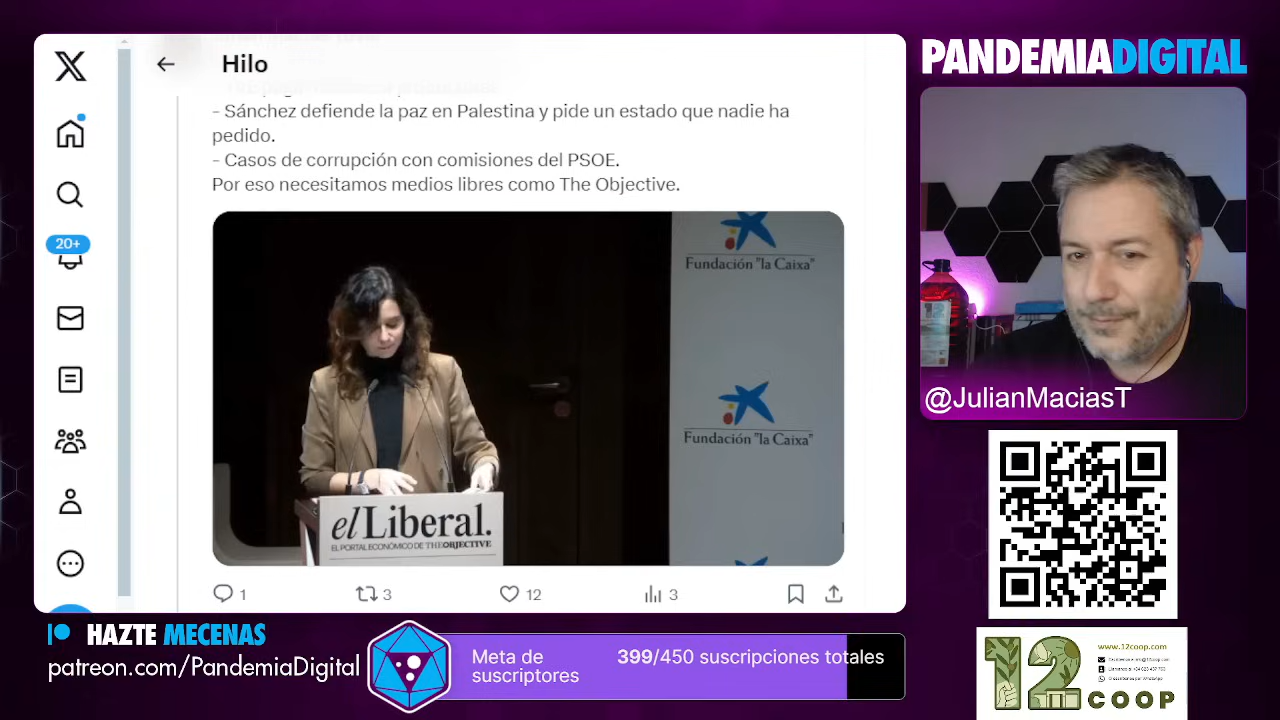 Hilo
- Sánchez defiende la paz en Palestina y pide un estado que nadie ha
pedido.
- Casos de corrupción con comisiones del PSOE.
Por eso necesitamos medios libres como The Objective.
20+
Fundación "la Caixa"
Fundación "la Caixa"
elLiberal.
EL PORTAL ECONÓMICO DE THEOBJECTIVE
1
3
12
3
PANDEMIADIGITAL
@JulianMaciasT
HAZTE MECENAS
patreon.com/PandemiaDigital
Meta de
suscriptores
399/450 suscripciones totales
www.12coop.com
12
COOP